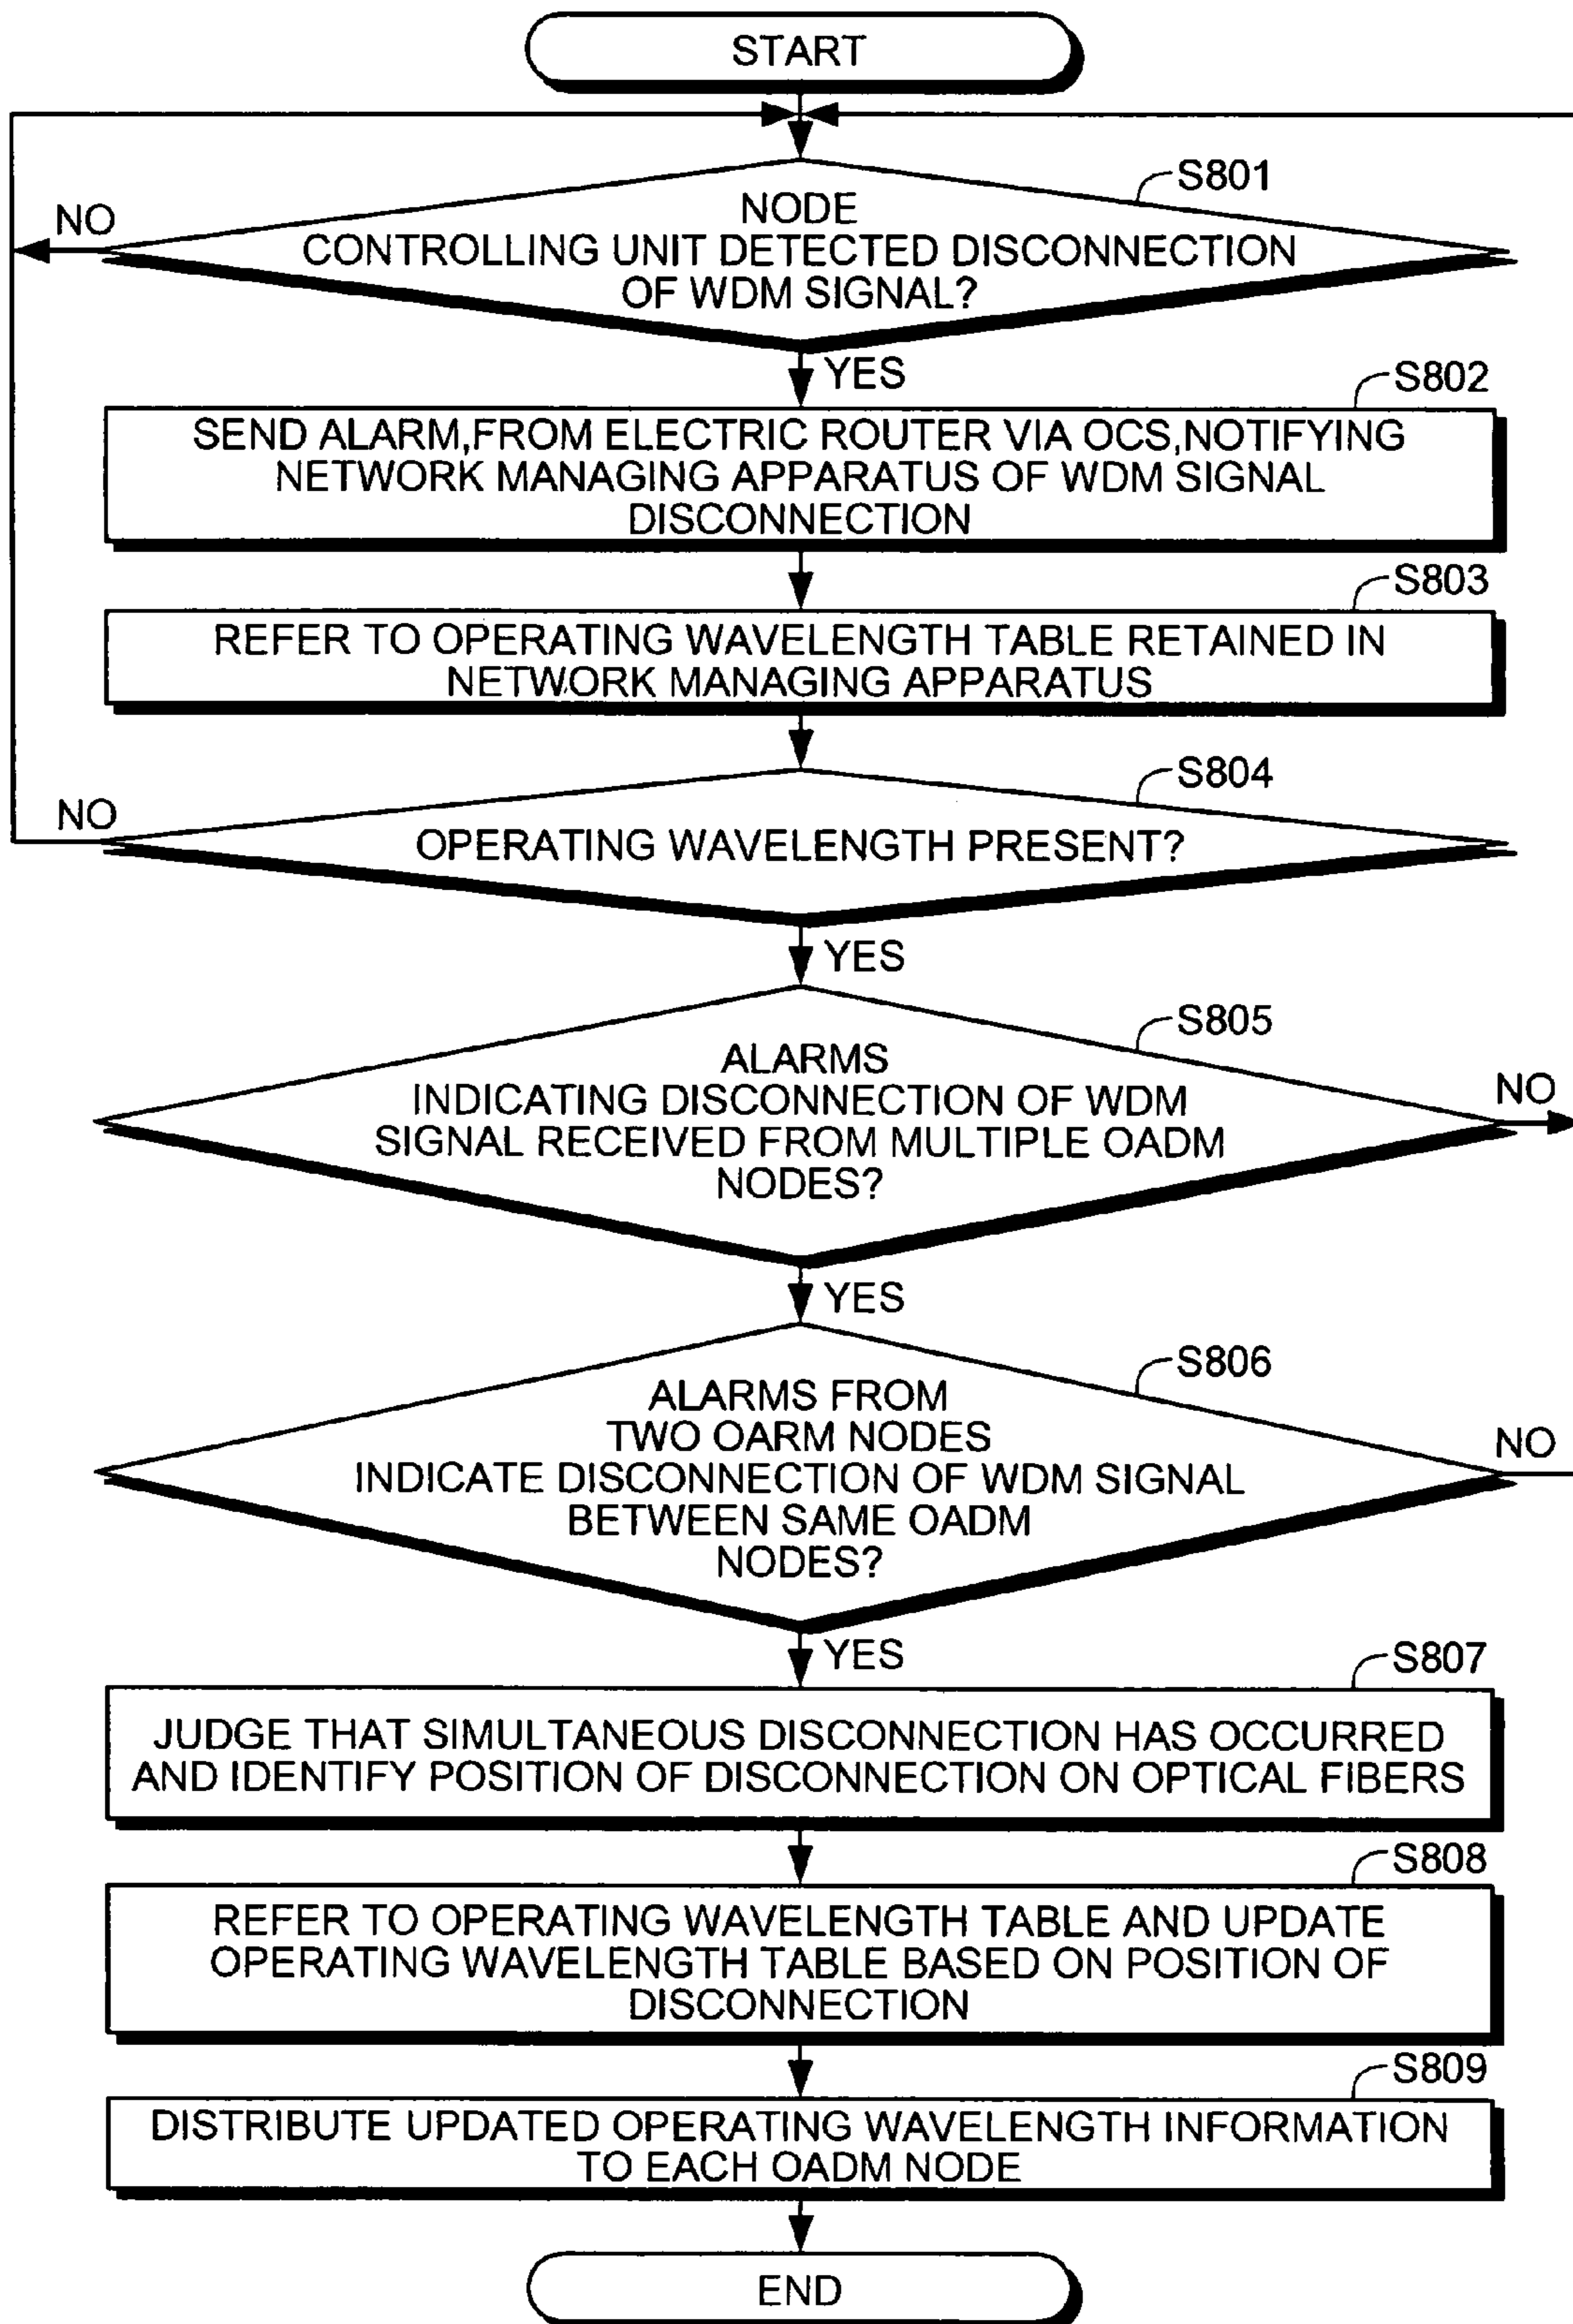 START
S801
NO
NODE
CONTROLLING UNIT DETECTED DISCONNECTION
OF WDM SIGNAL?
YES
S802
SEND ALARM,FROM ELECTRIC ROUTER VIA OCS,NOTIFYING
NETWORK MANAGING APPARATUS OF WDM SIGNAL
DISCONNECTION
S803
REFER TO OPERATING WAVELENGTH TABLE RETAINED IN
NETWORK MANAGING APPARATUS
S804
NO
OPERATING WAVELENGTH PRESENT?
YES
S805
ALARMS
INDICATING DISCONNECTION OF WDM
SIGNAL RECEIVED FROM MULTIPLE OADM
NODES?
NO
YES
S806
ALARMS FROM
TWO OARM NODES
INDICATE DISCONNECTION OF WDM SIGNAL
BETWEEN SAME OADM
NODES?
NO
YES
S807
JUDGE THAT SIMULTANEOUS DISCONNECTION HAS OCCURRED
AND IDENTIFY POSITION OF DISCONNECTION ON OPTICAL FIBERS
S808
REFER TO OPERATING WAVELENGTH TABLE AND UPDATE
OPERATING WAVELENGTH TABLE BASED ON POSITION OF
DISCONNECTION
S809
DISTRIBUTE UPDATED OPERATING WAVELENGTH INFORMATION
TO EACH OADM NODE
END